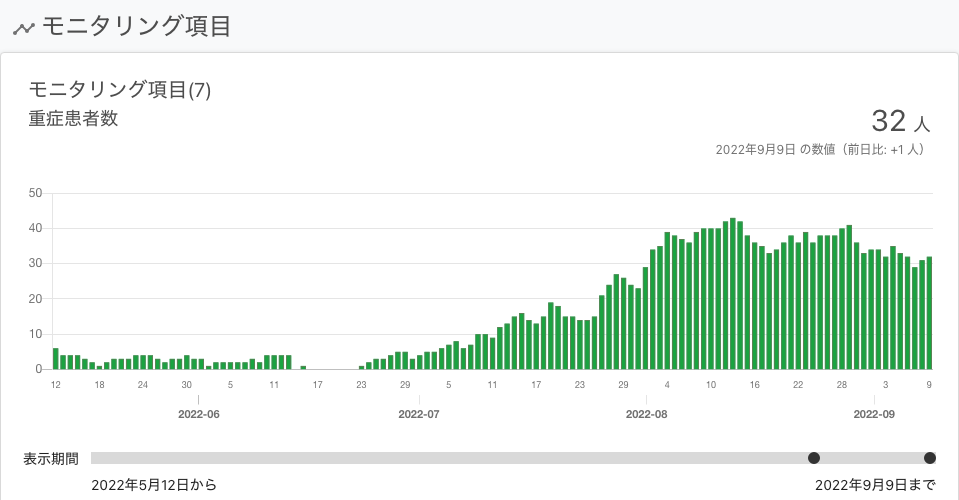 モニタリング項目
モニタリング項目(7)
重症患者数
32 人
2022年9月9日 の数値（前日比: +1 人）
50
40
30
20
10
0
12 18 24 30 5 11 17 23 29 5 11 17 23 29 4 10 16 22 28 3 9
2022-06 2022-07 2022-08 2022-09
表示期間
2022年5月12日から 2022年9月9日まで